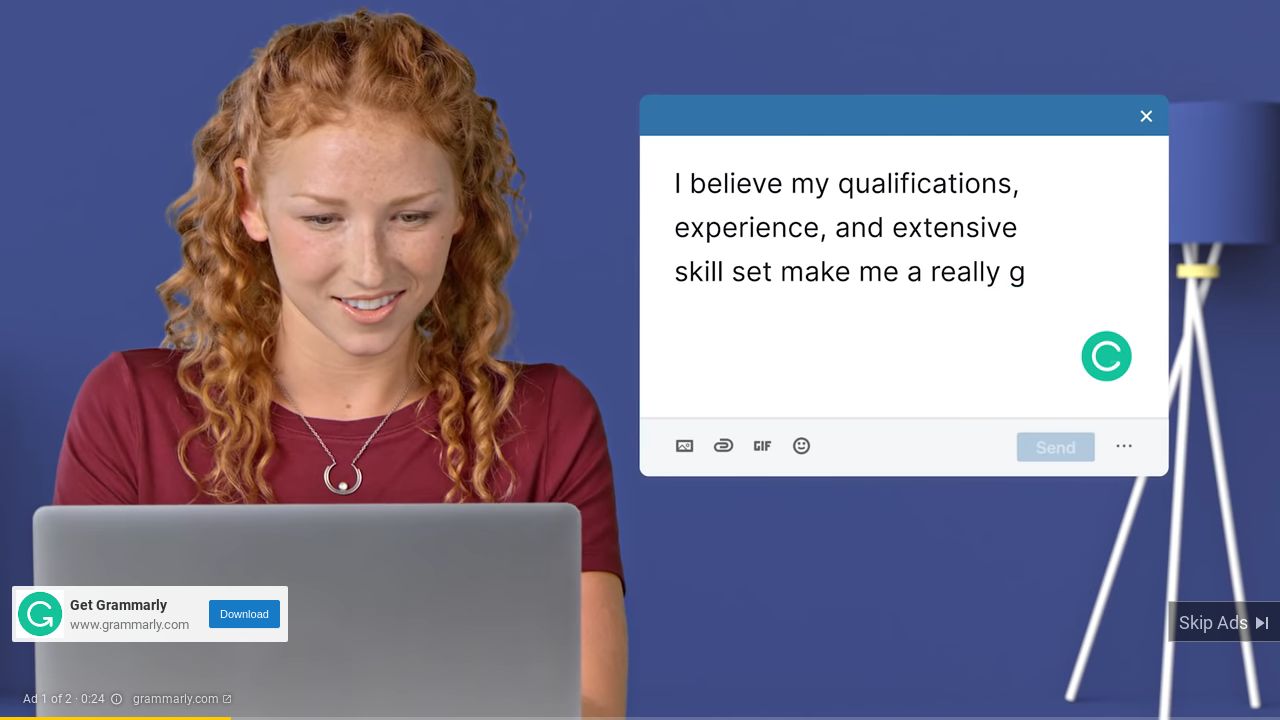 I believe my qualifications,
experience, and extensive
skill set make me a really g
GIF
Send
Get Grammarly
www.grammarly.com
Download
Skip Ads
Ad 1 of 2 · 0:24
grammarly.com